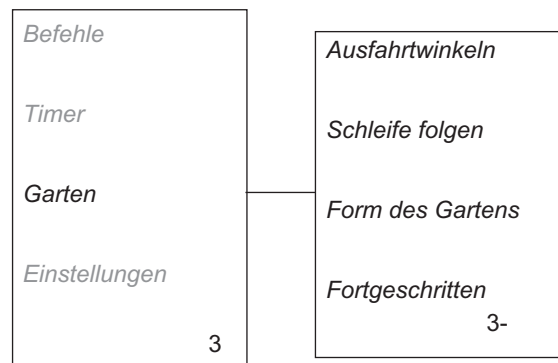 Befehle
Timer
Garten
Einstellungen
3
Ausfahrtwinkeln
Schleife folgen
Form des Gartens
Fortgeschritten
3-